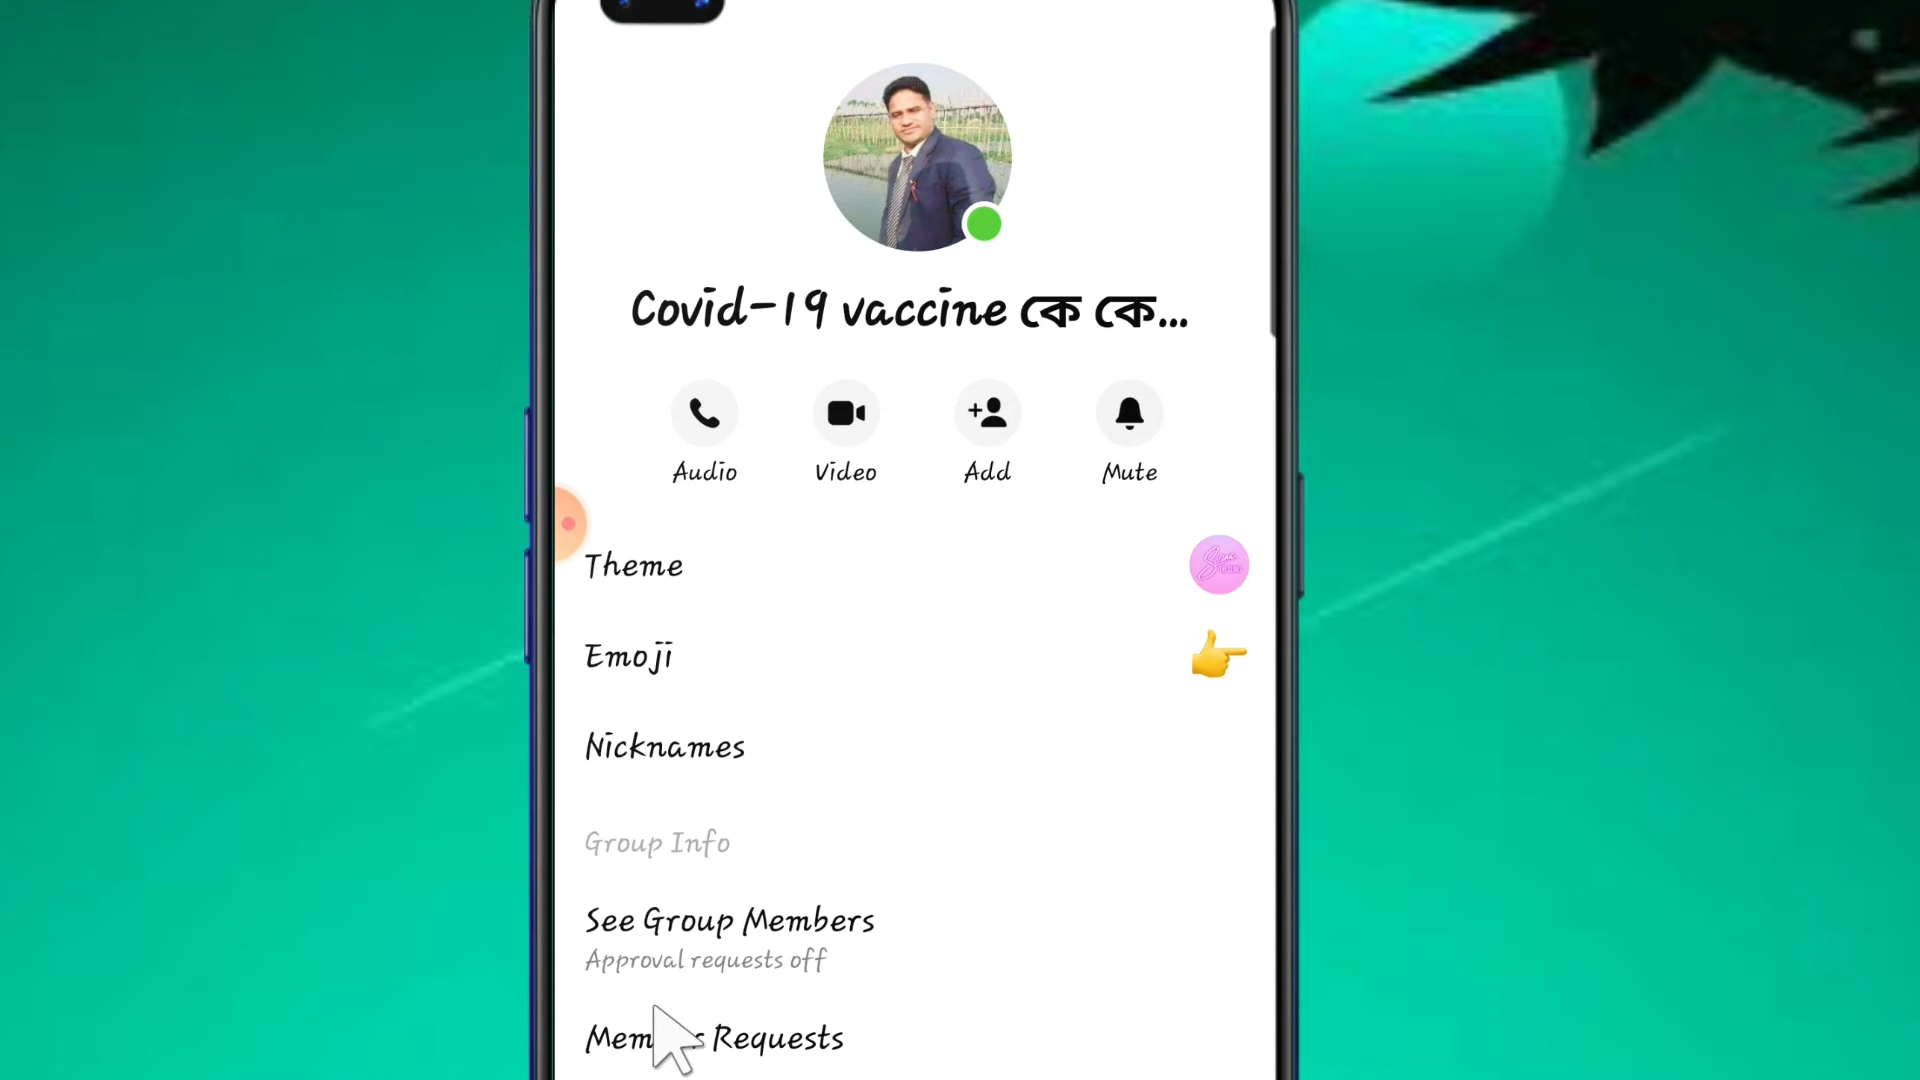 Covid-19 vaccine কে কে...
Audio
Video
Add
Mute
Theme
Emoji
Nicknames
Group Info
See Group Members
Approval requests off
Requests